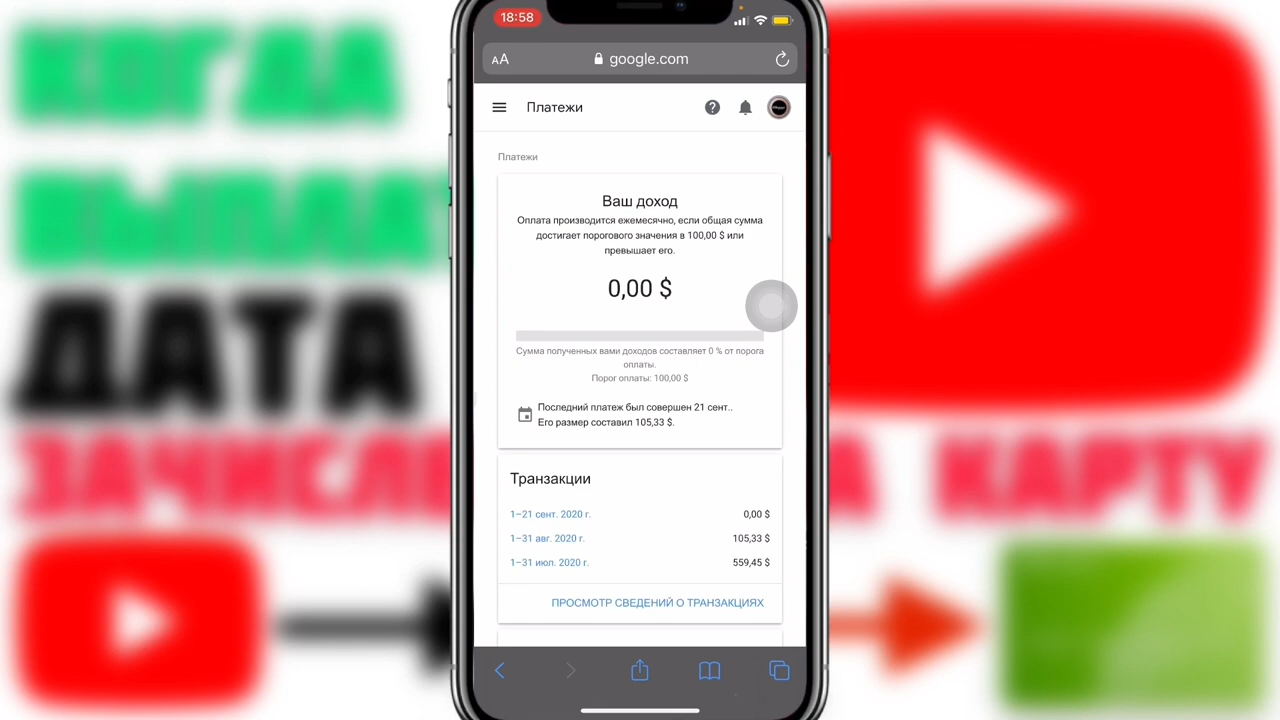 КОГДА
ДАТА
КАРТУ
18:58
AA google.com
Платежи
Платежи
Ваш доход
Оплата производится ежемесячно, если общая сумма
достигает порогового значения в 100,00 $ или
превышает его.
0,00 $
Сумма полученных вами доходов составляет 0 % от порога
оплаты.
Порог оплаты: 100,00 $
Последний платеж был совершен 21 сент..
Его размер составил 105,33 $.
Транзакции
1–21 сент. 2020 г. 0,00 $
1–31 авг. 2020 г. 105,33 $
1–31 июл. 2020 г. 559,45 $
ПРОСМОТР СВЕДЕНИЙ О ТРАНЗАКЦИЯХ